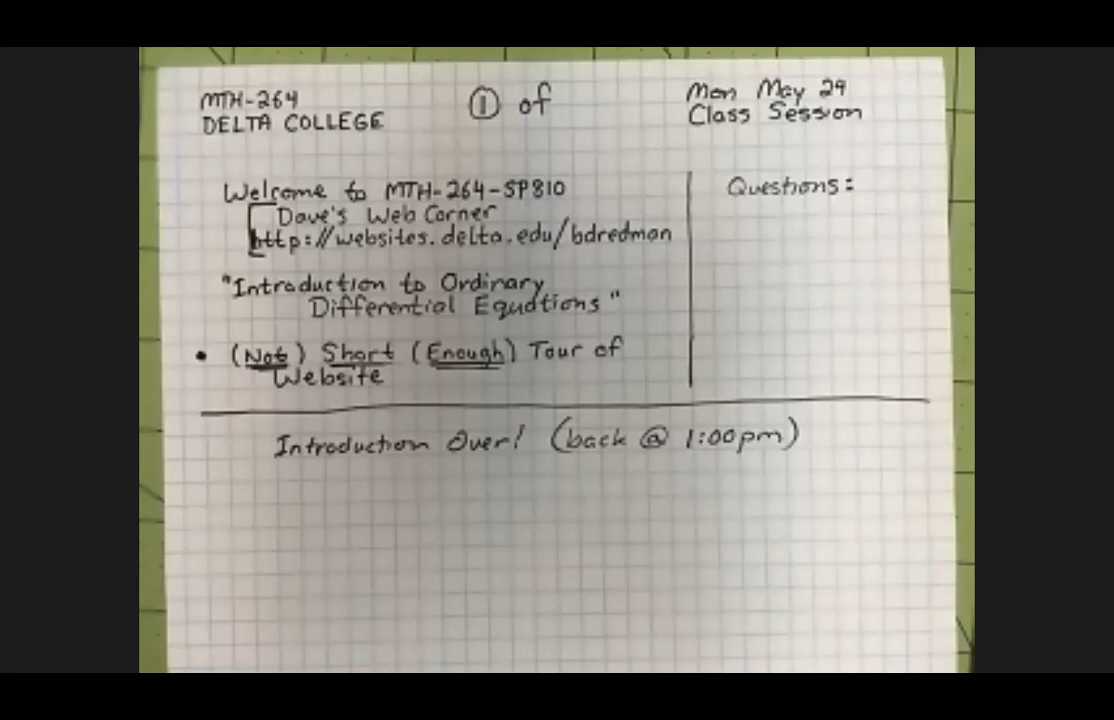 MTH-264
DELTA COLLEGE
① of
Mon May 29
Class Session
Welcome to MTH-264-SP810
Dave's Web Corner
http://websites.delta.edu/bdredman
Questions:
"Introduction to Ordinary
Differential Equations"
• (Not) Short (Enough) Tour of
Website
Introduction Over! (back @ 1:00pm)